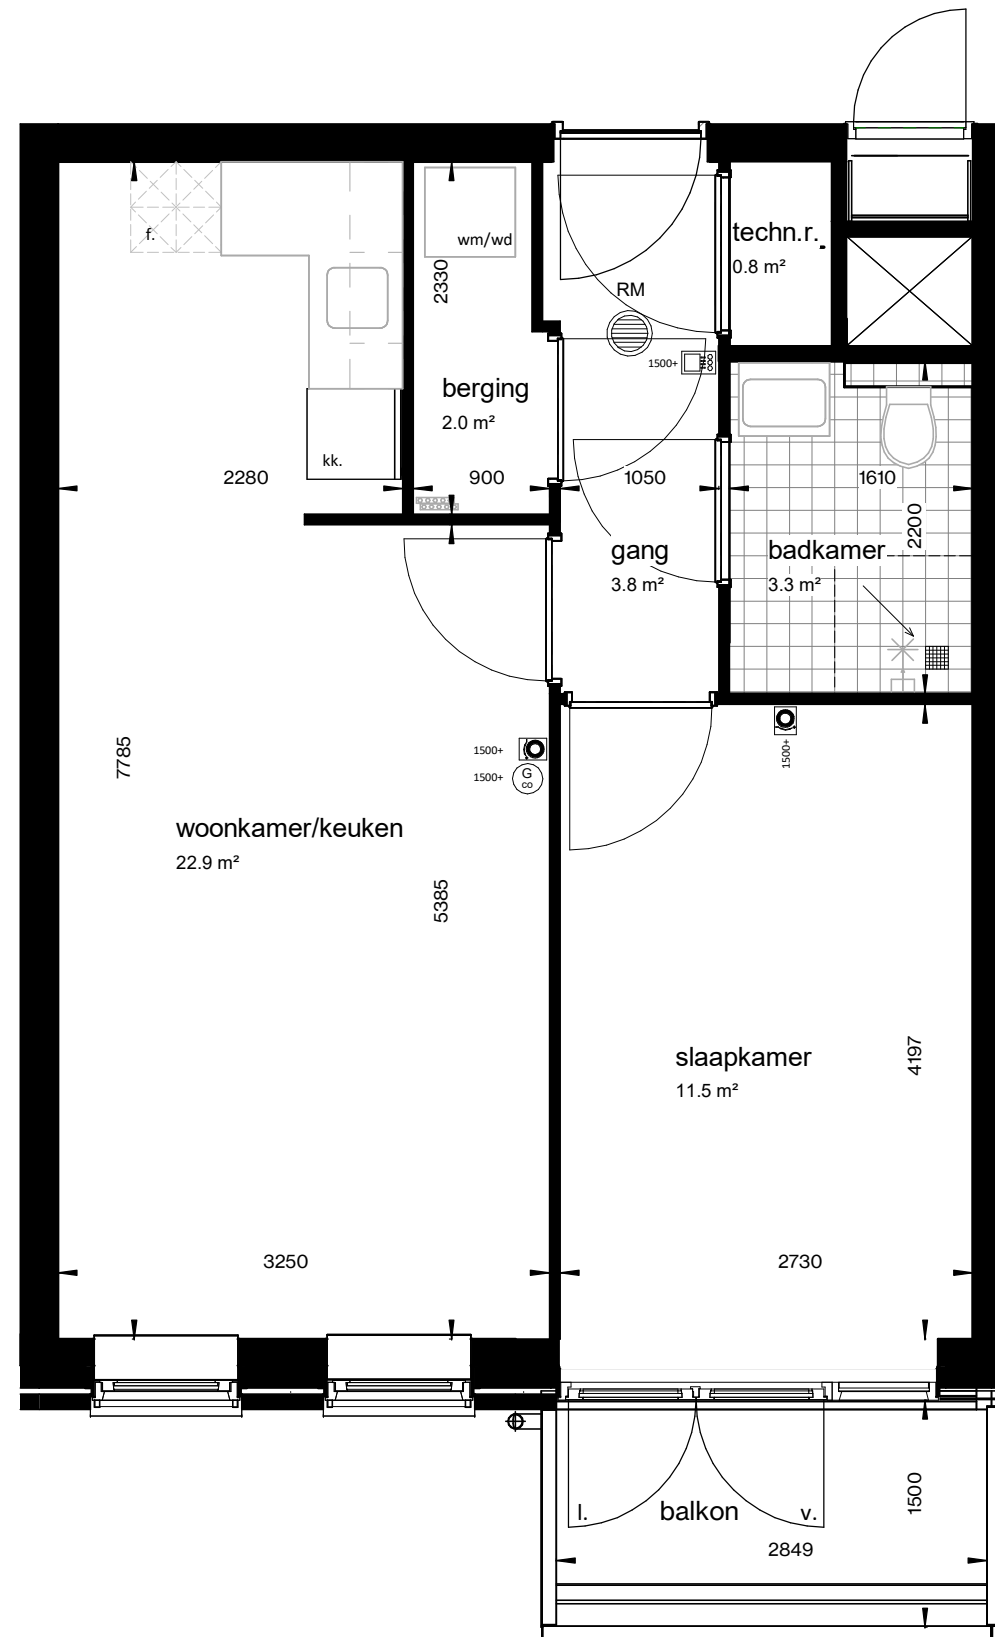 f.
wm/wd
techn.r.
0.8 m²
2330
RM
1500+
berging
2.0 m²
kk.
2280
900
1050
1610
2200
gang
3.8 m²
badkamer
3.3 m²
7785
1500+
1500+
G
co
1500+
woonkamer/keuken
22.9 m²
5385
slaapkamer
11.5 m²
4197
3250
2730
l.
balkon
v.
1500
2849